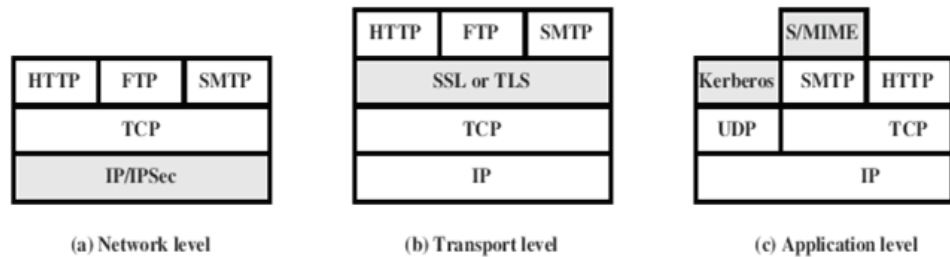 HTTP FTP SMTP
TCP
IP/IPSec
(a) Network level
HTTP FTP SMTP
SSL or TLS
TCP
IP
(b) Transport level
S/MIME
Kerberos SMTP HTTP
UDP TCP
IP
(c) Application level